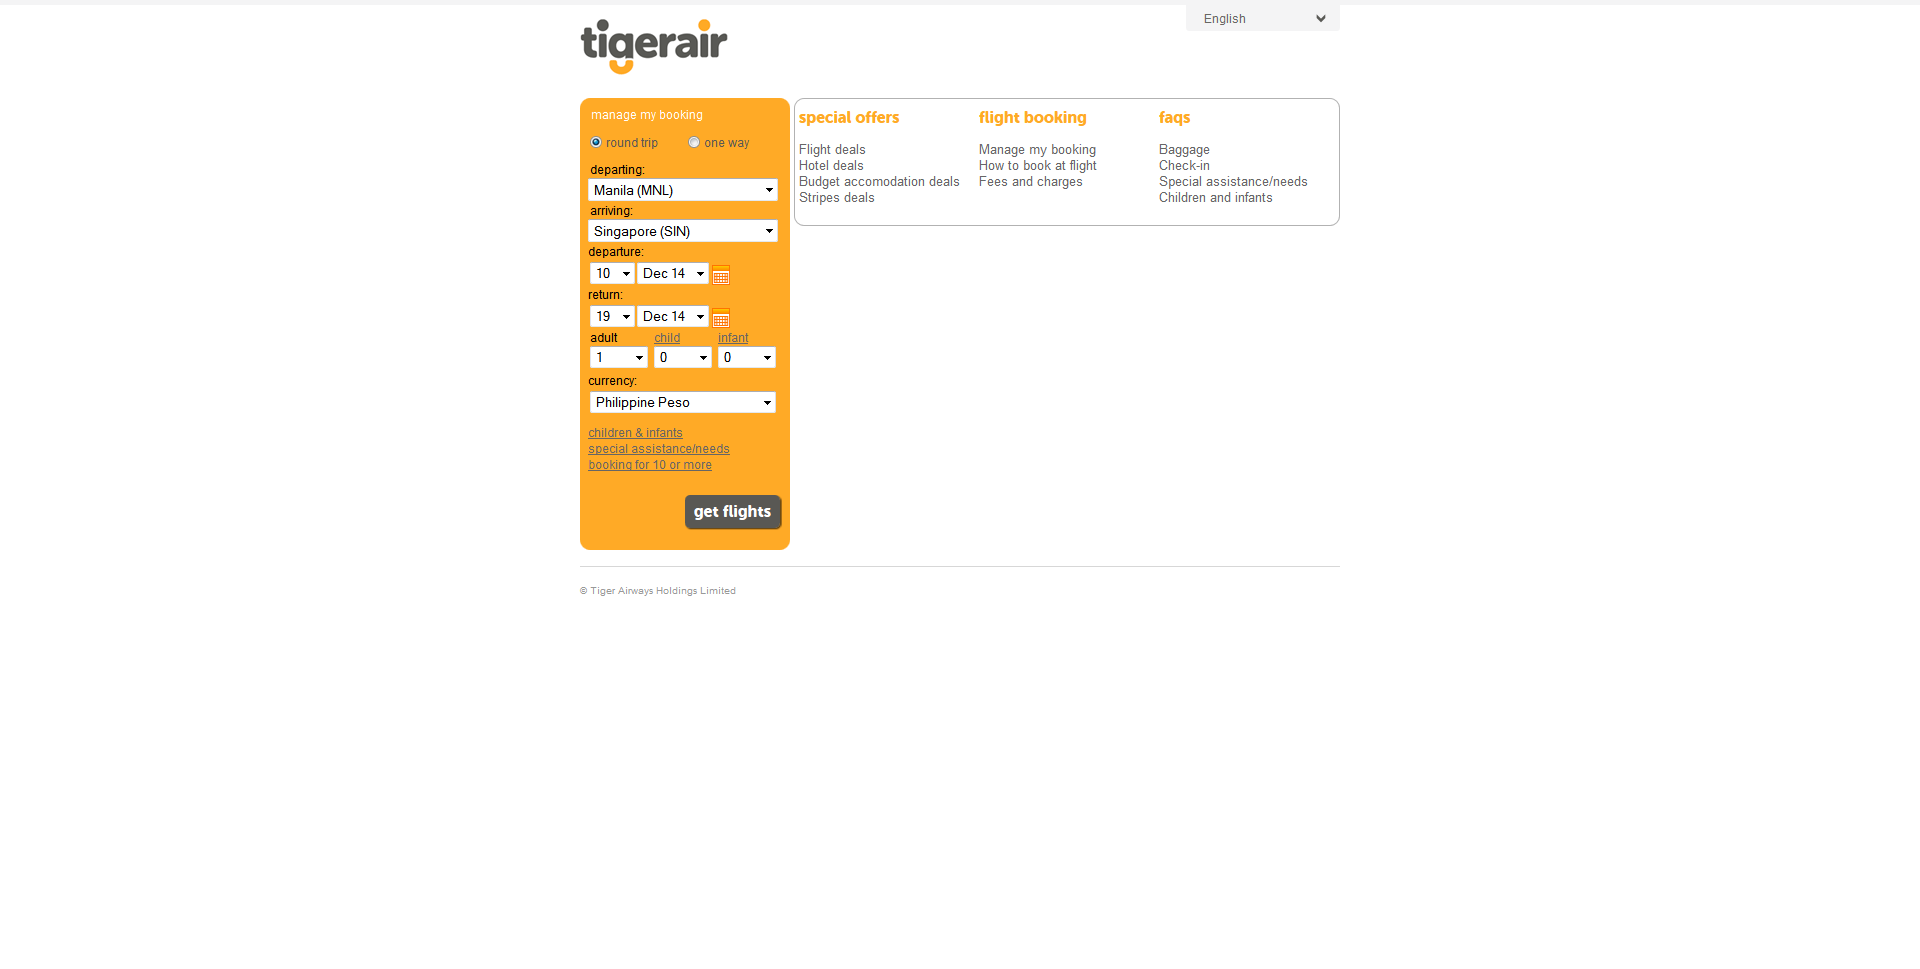 English
tigerair
manage my booking
round trip
one way
departing:
Manila (MNL)
arriving:
Singapore (SIN)
departure:
10 Dec 14
return:
19 Dec 14
adult child infant
1 0 0
currency:
Philippine Peso
children & infants
special assistance/needs
booking for 10 or more
get flights
special offers
Flight deals
Hotel deals
Budget accomodation deals
Stripes deals
flight booking
Manage my booking
How to book at flight
Fees and charges
faqs
Baggage
Check-in
Special assistance/needs
Children and infants
© Tiger Airways Holdings Limited